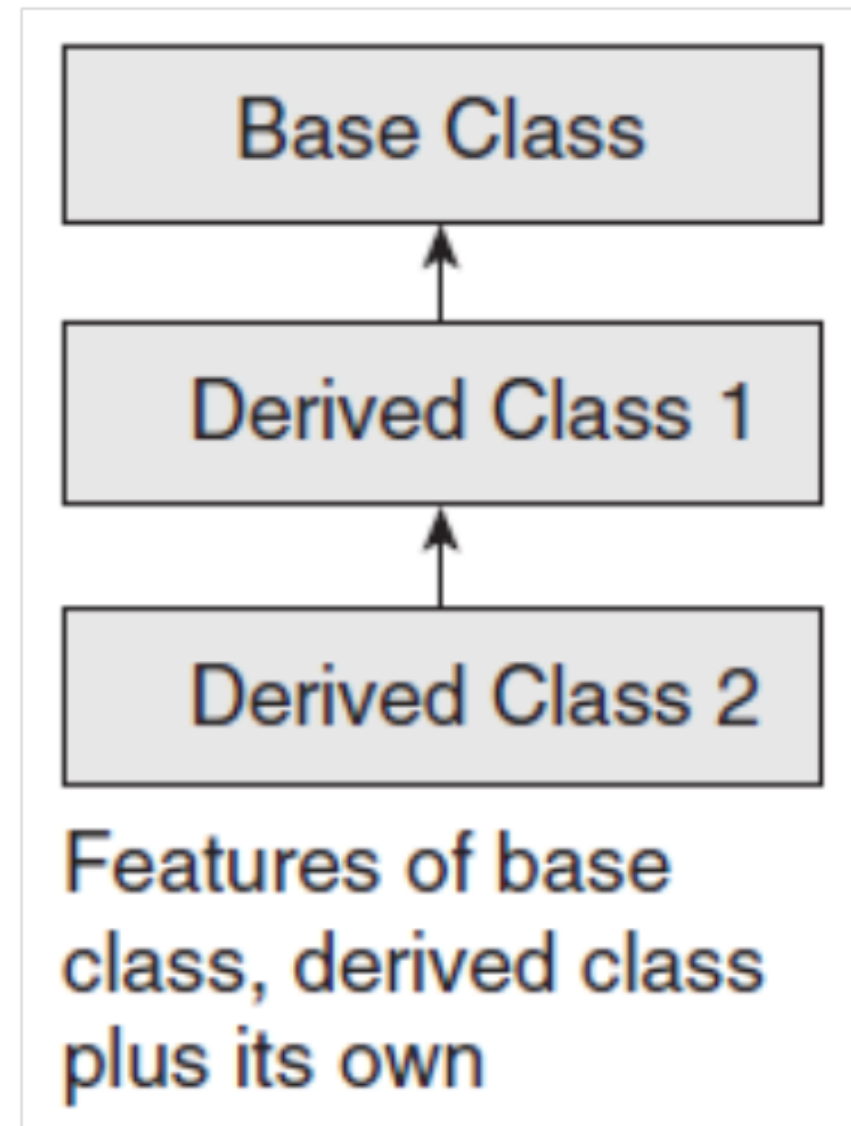 Base Class
Derived Class 1
Derived Class 2
Features of base
class, derived class
plus its own